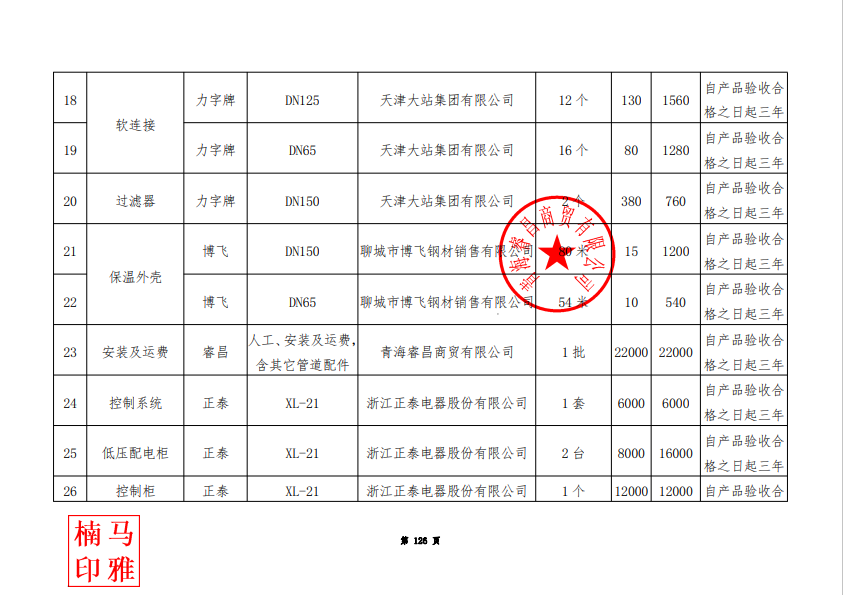 18 软连接 力字牌 DN125 天津大站集团有限公司 12个 130 1560 自产品验收合
格之日起三年
19 力字牌 DN65 天津大站集团有限公司 16个 80 1280 自产品验收合
格之日起三年
20 过滤器 力字牌 DN150 天津大站集团有限公司 2个 380 760 自产品验收合
格之日起三年
21 保温外壳 博飞 DN150 聊城市博飞钢材销售有限公司 80米 15 1200 自产品验收合
格之日起三年
22 博飞 DN65 聊城市博飞钢材销售有限公司 54米 10 540 自产品验收合
格之日起三年
23 安装及运费 睿昌 人工、安装及运费, 青海睿昌商贸有限公司 1批 22000 22000 自产品验收合
含其它管道配件 格之日起三年
24 控制系统 正泰 XL-21 浙江正泰电器股份有限公司 1套 6000 6000 自产品验收合
格之日起三年
25 低压配电柜 正泰 XL-21 浙江正泰电器股份有限公司 2台 8000 16000 自产品验收合
格之日起三年
26 控制柜 正泰 XL-21 浙江正泰电器股份有限公司 1个 12000 12000 自产品验收合
青海睿昌商贸有限公司
楠马
印雅
第 126 页